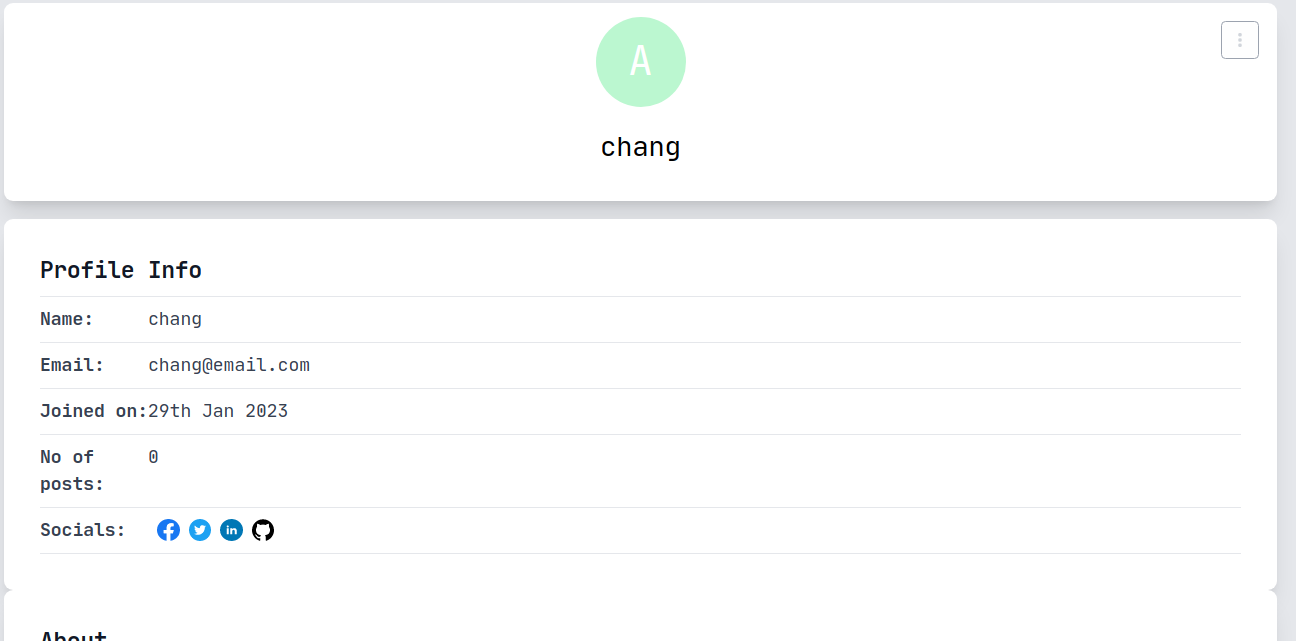 A
chang
Profile Info
Name: chang
Email: chang@email.com
Joined on: 29th Jan 2023
No of posts: 0
Socials: in
About